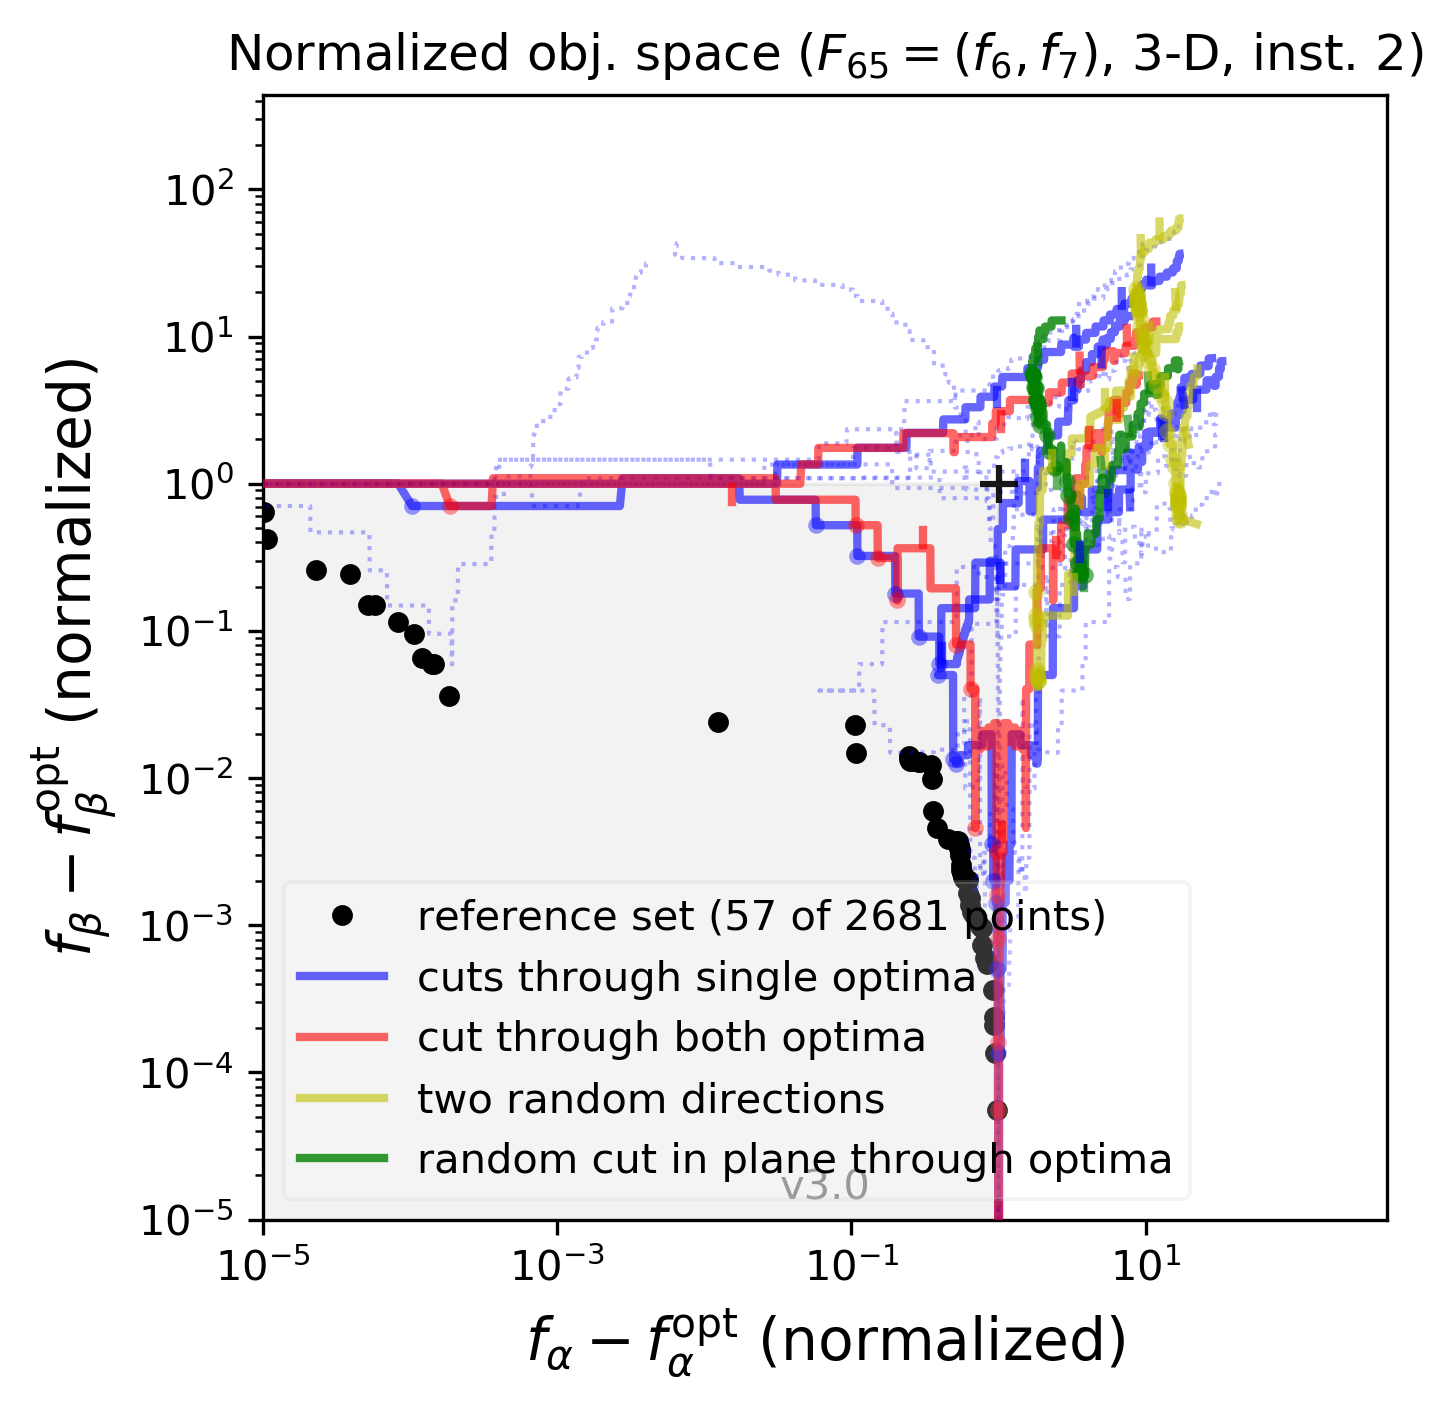 Normalized obj. space (F₆₅ = (f₆, f₇), 3-D, inst. 2)
10²
10¹
10⁰
10⁻¹
10⁻²
10⁻³
10⁻⁴
10⁻⁵
f_β − f_β^opt (normalized)
reference set (57 of 2681 points)
cuts through single optima
cut through both optima
two random directions
random cut in plane through optima
v3.0
10⁻⁵ 10⁻³ 10⁻¹ 10¹
f_α − f_α^opt (normalized)